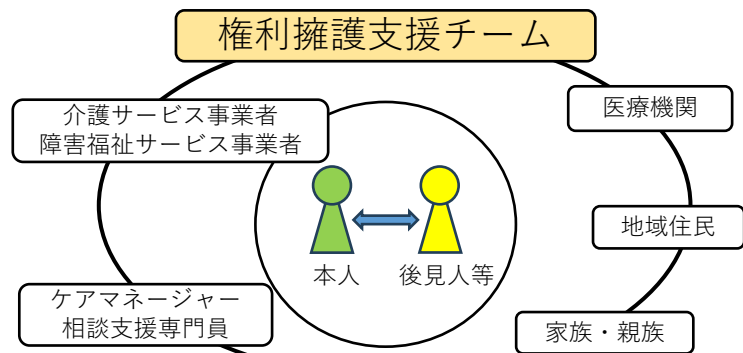 権利擁護支援チーム
介護サービス事業者
障害福祉サービス事業者
医療機関
地域住民
本人
後見人等
ケアマネージャー
相談支援専門員
家族・親族